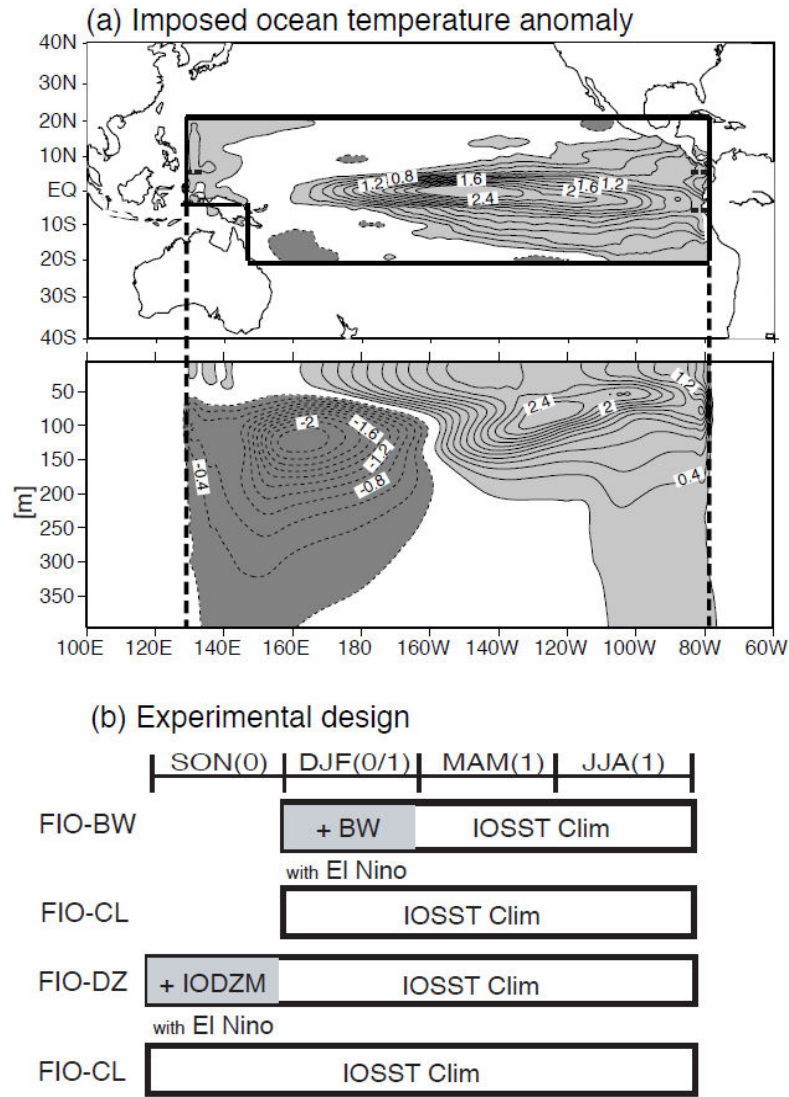 (a) Imposed ocean temperature anomaly
40N
30N
20N
10N
EQ
10S
20S
30S
40S
1.2 0.8 1.6 2 1.6 1.2
2.4
50
100
150
200
250
300
350
[m]
1.2
2.4 2
-2 -1.6
-1.2
-0.4 -0.8 0.4
100E 120E 140E 160E 180E 160W 140W 120W 100W 80W 60W
(b) Experimental design
SON(0) DJF(0/1) MAM(1) JJA(1)
FIO-BW + BW IOSST Clim
with El Nino
FIO-CL IOSST Clim
FIO-DZ + IODZM IOSST Clim
with El Nino
FIO-CL IOSST Clim